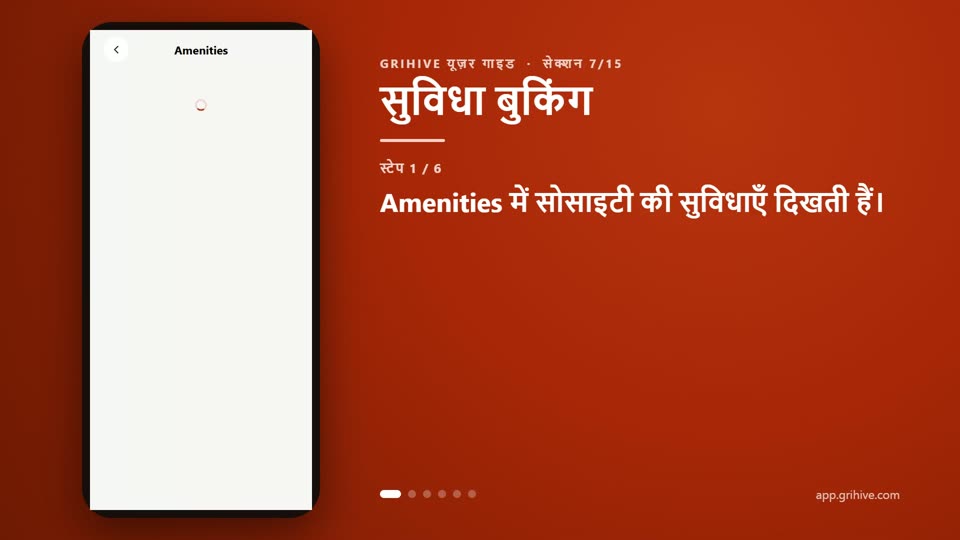 Amenities
GRIHIVE यूज़र गाइड · सेक्शन 7/15
सुविधा बुकिंग
स्टेप 1 / 6
Amenities में सोसाइटी की सुविधाएँ दिखती हैं।
app.grihive.com